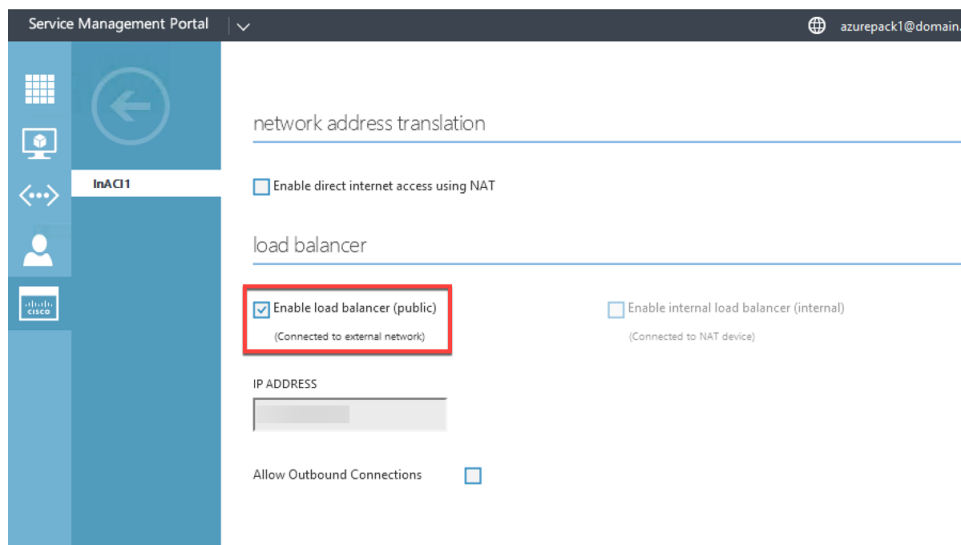 Service Management Portal
azurepack1@domain.
network address translation
InACI1
Enable direct internet access using NAT
load balancer
Enable load balancer (public)
Enable internal load balancer (internal)
(Connected to external network)
(Connected to NAT device)
CISCO
IP ADDRESS
Allow Outbound Connections